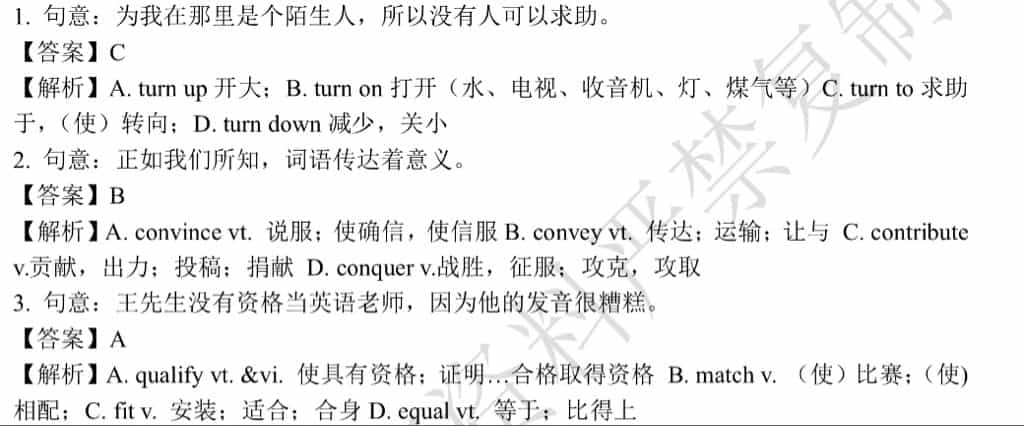 1. 句意：为我在那里是个陌生人，所以没有人可以求助。
【答案】C
【解析】A. turn up 开大；B. turn on 打开（水、电视、收音机、灯、煤气等）C. turn to 求助
于，（使）转向；D. turn down 减少，关小
2. 句意：正如我们所知，词语传达着意义。
【答案】B
【解析】A. convince vt. 说服；使确信，使信服 B. convey vt. 传达；运输；让与 C. contribute
v.贡献，出力；投稿；捐献 D. conquer v.战胜，征服；攻克，攻取
3. 句意：王先生没有资格当英语老师，因为他的发音很糟糕。
【答案】A
【解析】A. qualify vt. &vi. 使具有资格；证明…合格取得资格 B. match v. （使）比赛；（使)
相配；C. fit v. 安装；适合；合身 D. equal vt. 等于；比得上
资料严禁复制